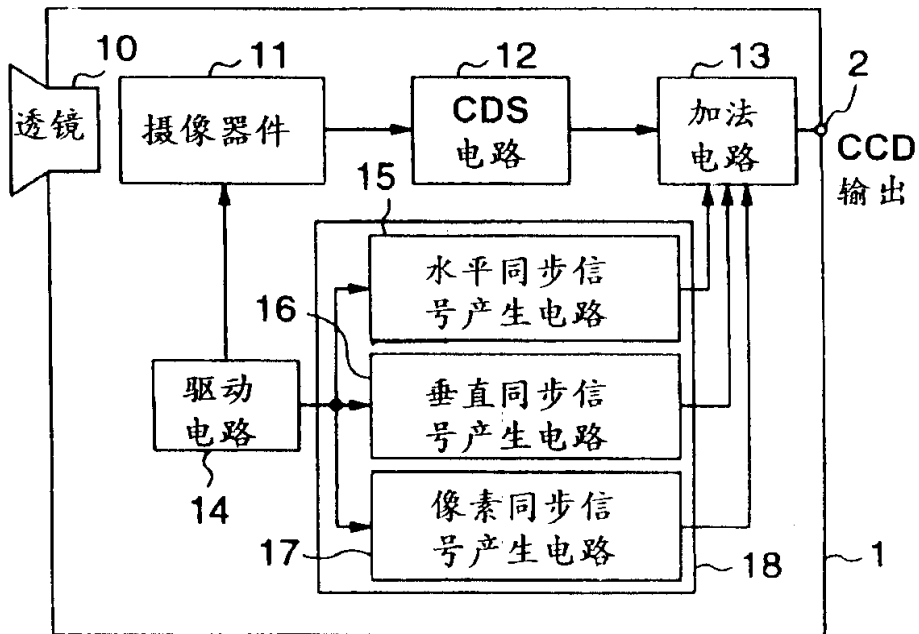 10
11
12
13
2
透镜
摄像器件
CDS
电路
加法
电路
CCD
输出
15
水平同步信
号产生电路
16
垂直同步信
号产生电路
驱动
电路
14
像素同步信
号产生电路
17
18
1